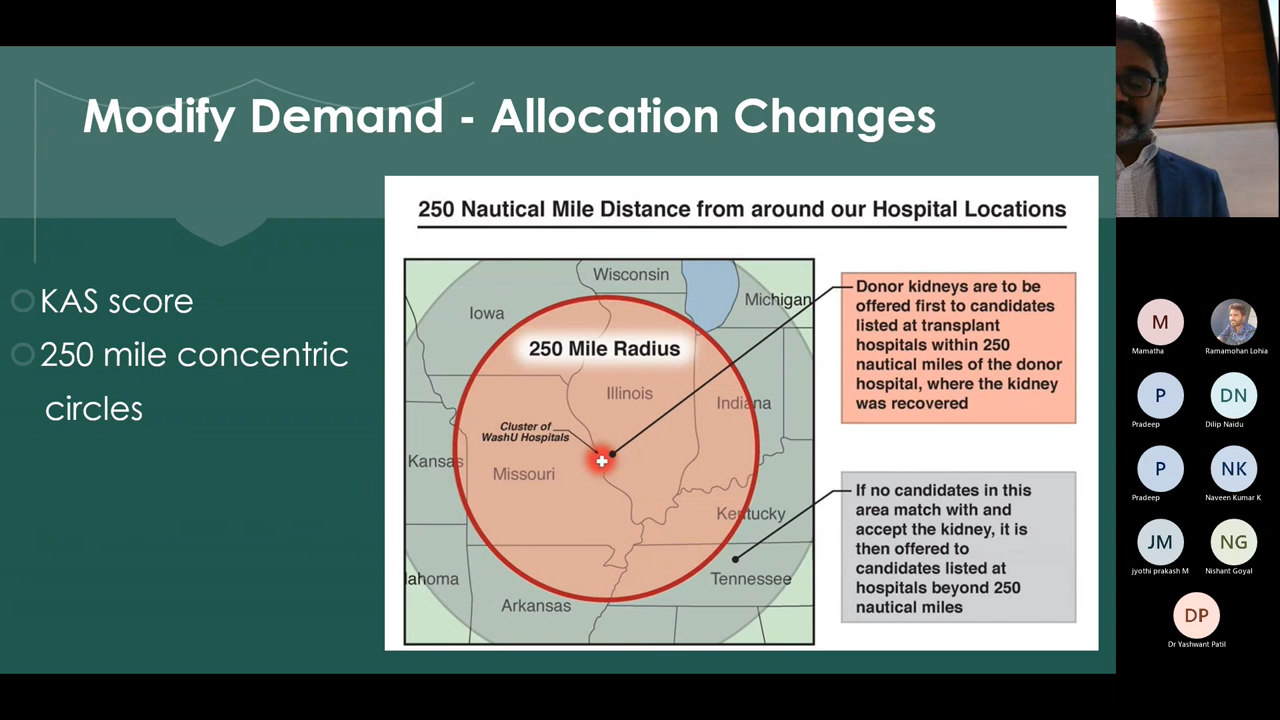 Modify Demand - Allocation Changes
KAS score
250 mile concentric
circles
250 Nautical Mile Distance from around our Hospital Locations
Wisconsin
Michigan
Iowa
250 Mile Radius
Illinois
Indiana
Cluster of
WashU Hospitals
Kansas
Missouri
Kentucky
lahoma
Tennessee
Arkansas
Donor kidneys are to be
offered first to candidates
listed at transplant
hospitals within 250
nautical miles of the donor
hospital, where the kidney
was recovered
If no candidates in this
area match with and
accept the kidney, it is
then offered to
candidates listed at
hospitals beyond 250
nautical miles
M
Mamatha
Ramamohan Lohia
P
Pradeep
DN
Dilip Naidu
P
Pradeep
NK
Naveen Kumar K
JM
jyothi prakash M
NG
Nishant Goyal
DP
Dr Yashwant Patil